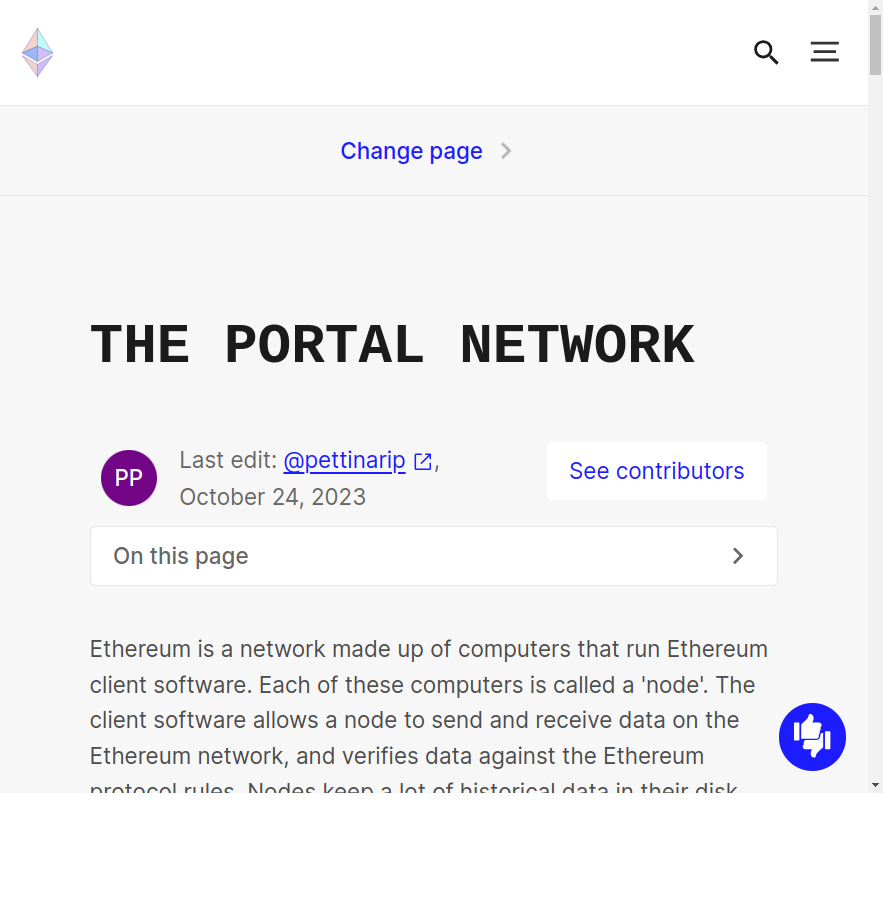 Change page
THE PORTAL NETWORK
PP
Last edit: @pettinarip,
October 24, 2023
See contributors
On this page
Ethereum is a network made up of computers that run Ethereum
client software. Each of these computers is called a 'node'. The
client software allows a node to send and receive data on the
Ethereum network, and verifies data against the Ethereum
protocol rules. Nodes keep a lot of historical data in their disk